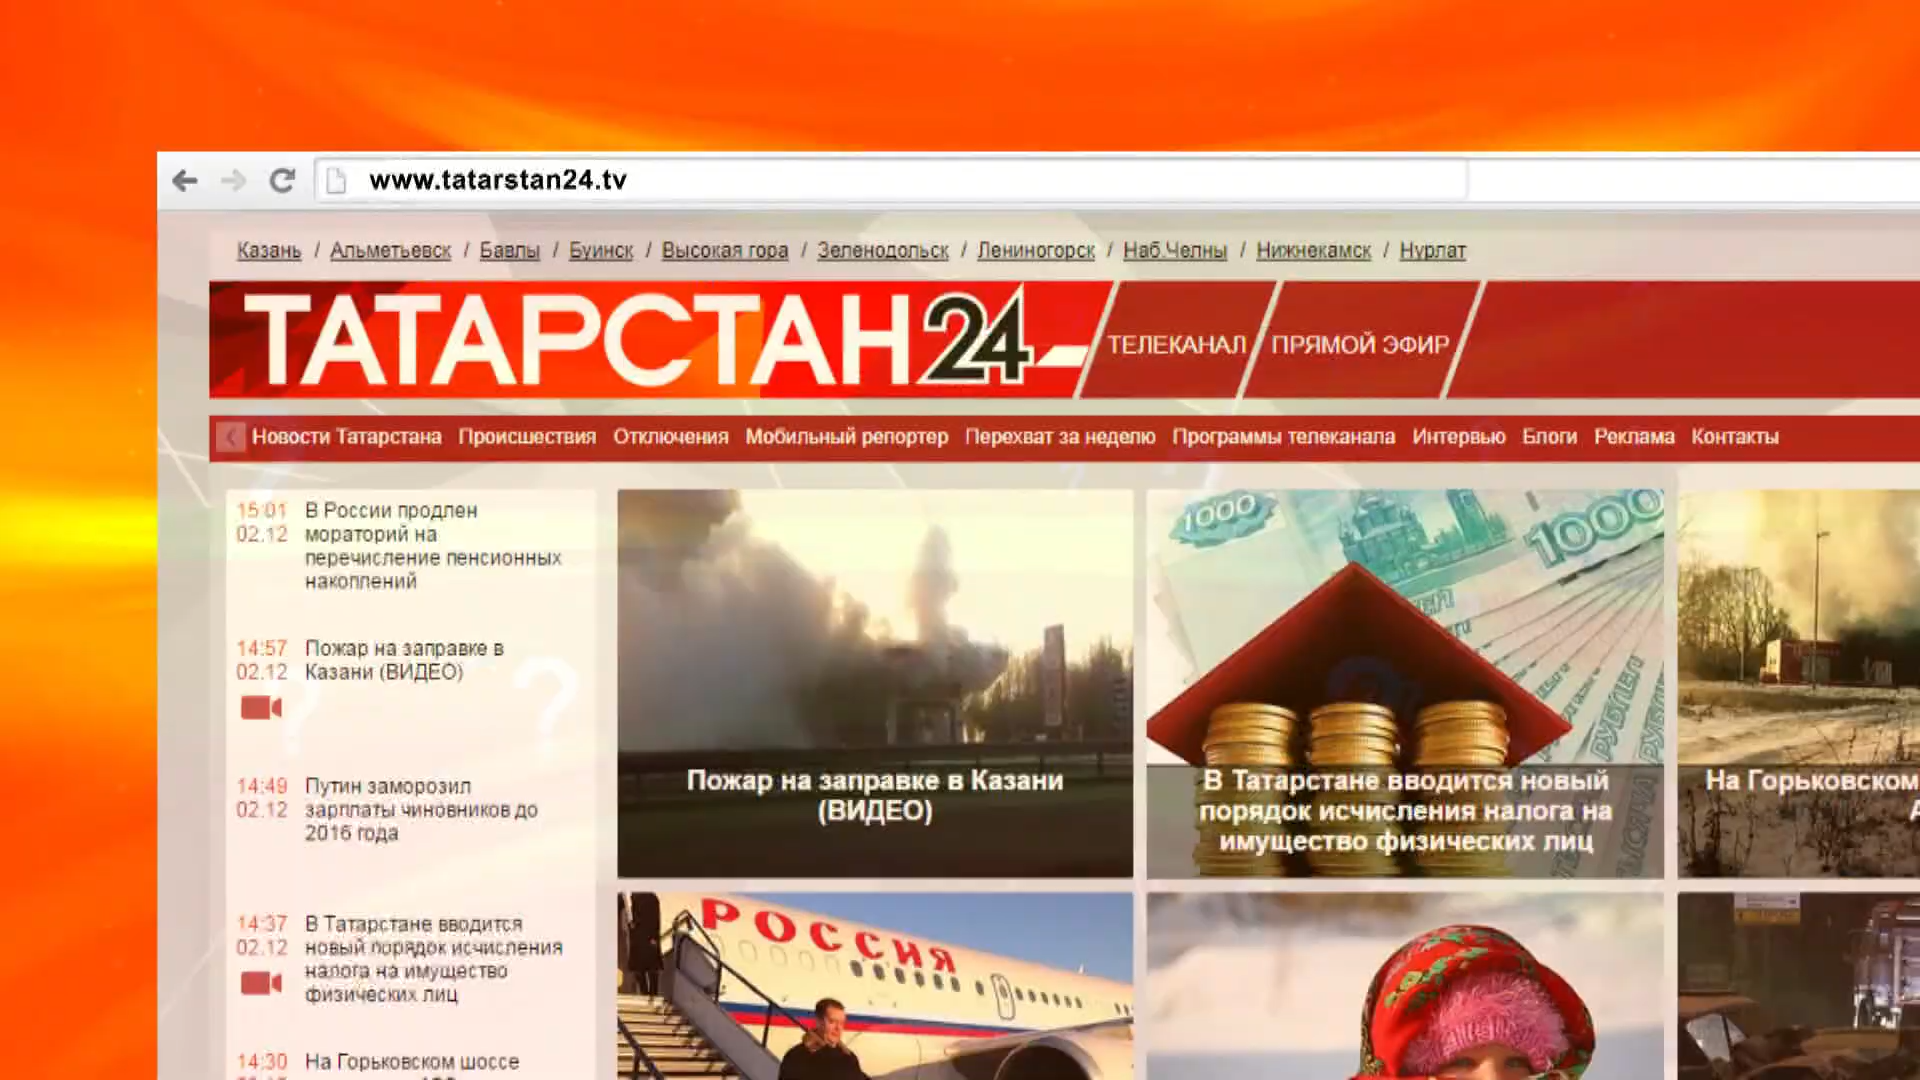 www.tatarstan24.tv
Казань / Альметьевск / Бавлы / Буинск / Высокая гора / Зеленодольск / Лениногорск / Наб.Челны / Нижнекамск / Нурлат
ТАТАРСТАН24
ТЕЛЕКАНАЛ
ПРЯМОЙ ЭФИР
Новости Татарстана Происшествия Отключения Мобильный репортер Перехват за неделю Программы телеканала Интервью Блоги Реклама Контакты
15:01 В России продлен
02.12 мораторий на
перечисление пенсионных
накоплений
14:57 Пожар на заправке в
02.12 Казани (ВИДЕО)
14:49 Путин заморозил
02.12 зарплаты чиновников до
2016 года
14:37 В Татарстане вводится
02.12 новый порядок исчисления
налога на имущество
физических лиц
14:30 На Горьковском шоссе
Пожар на заправке в Казани
(ВИДЕО)
1000
1000
В Татарстане вводится новый
порядок исчисления налога на
имущество физических лиц
На Горьковском
РОССИЯ